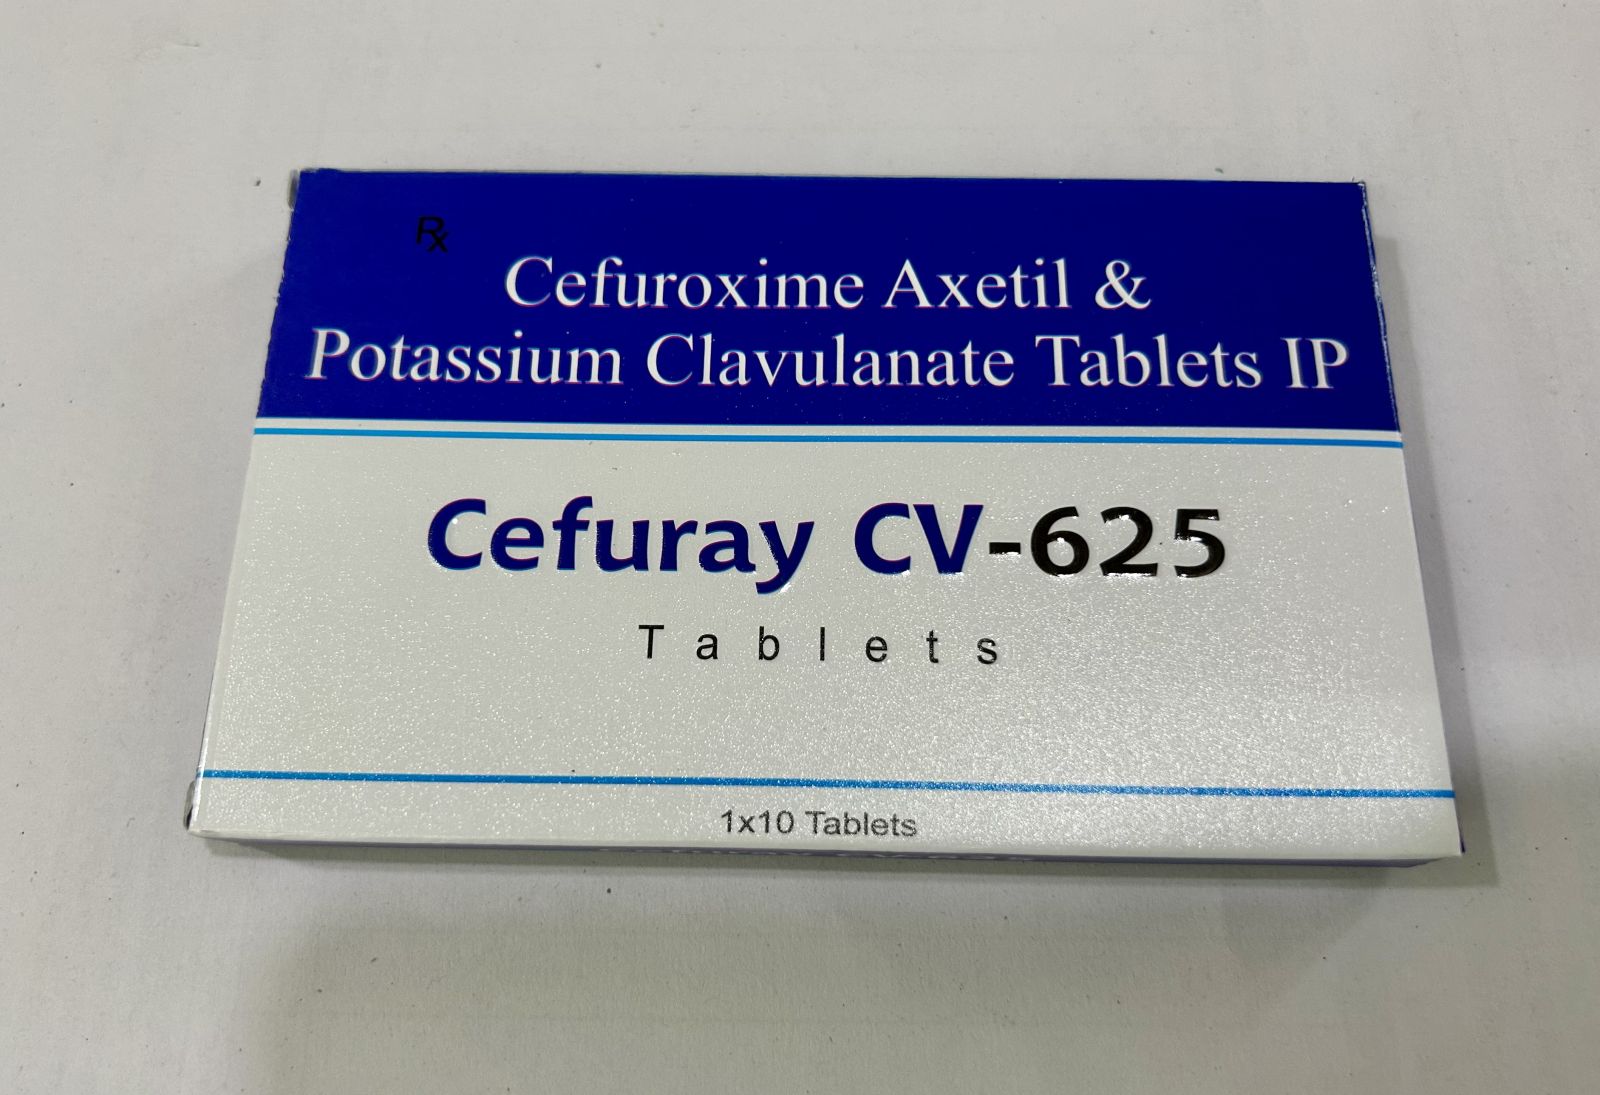 Rx
Cefuroxime Axetil &
Potassium Clavulanate Tablets IP
Cefuray CV-625
Tablets
1x10 Tablets